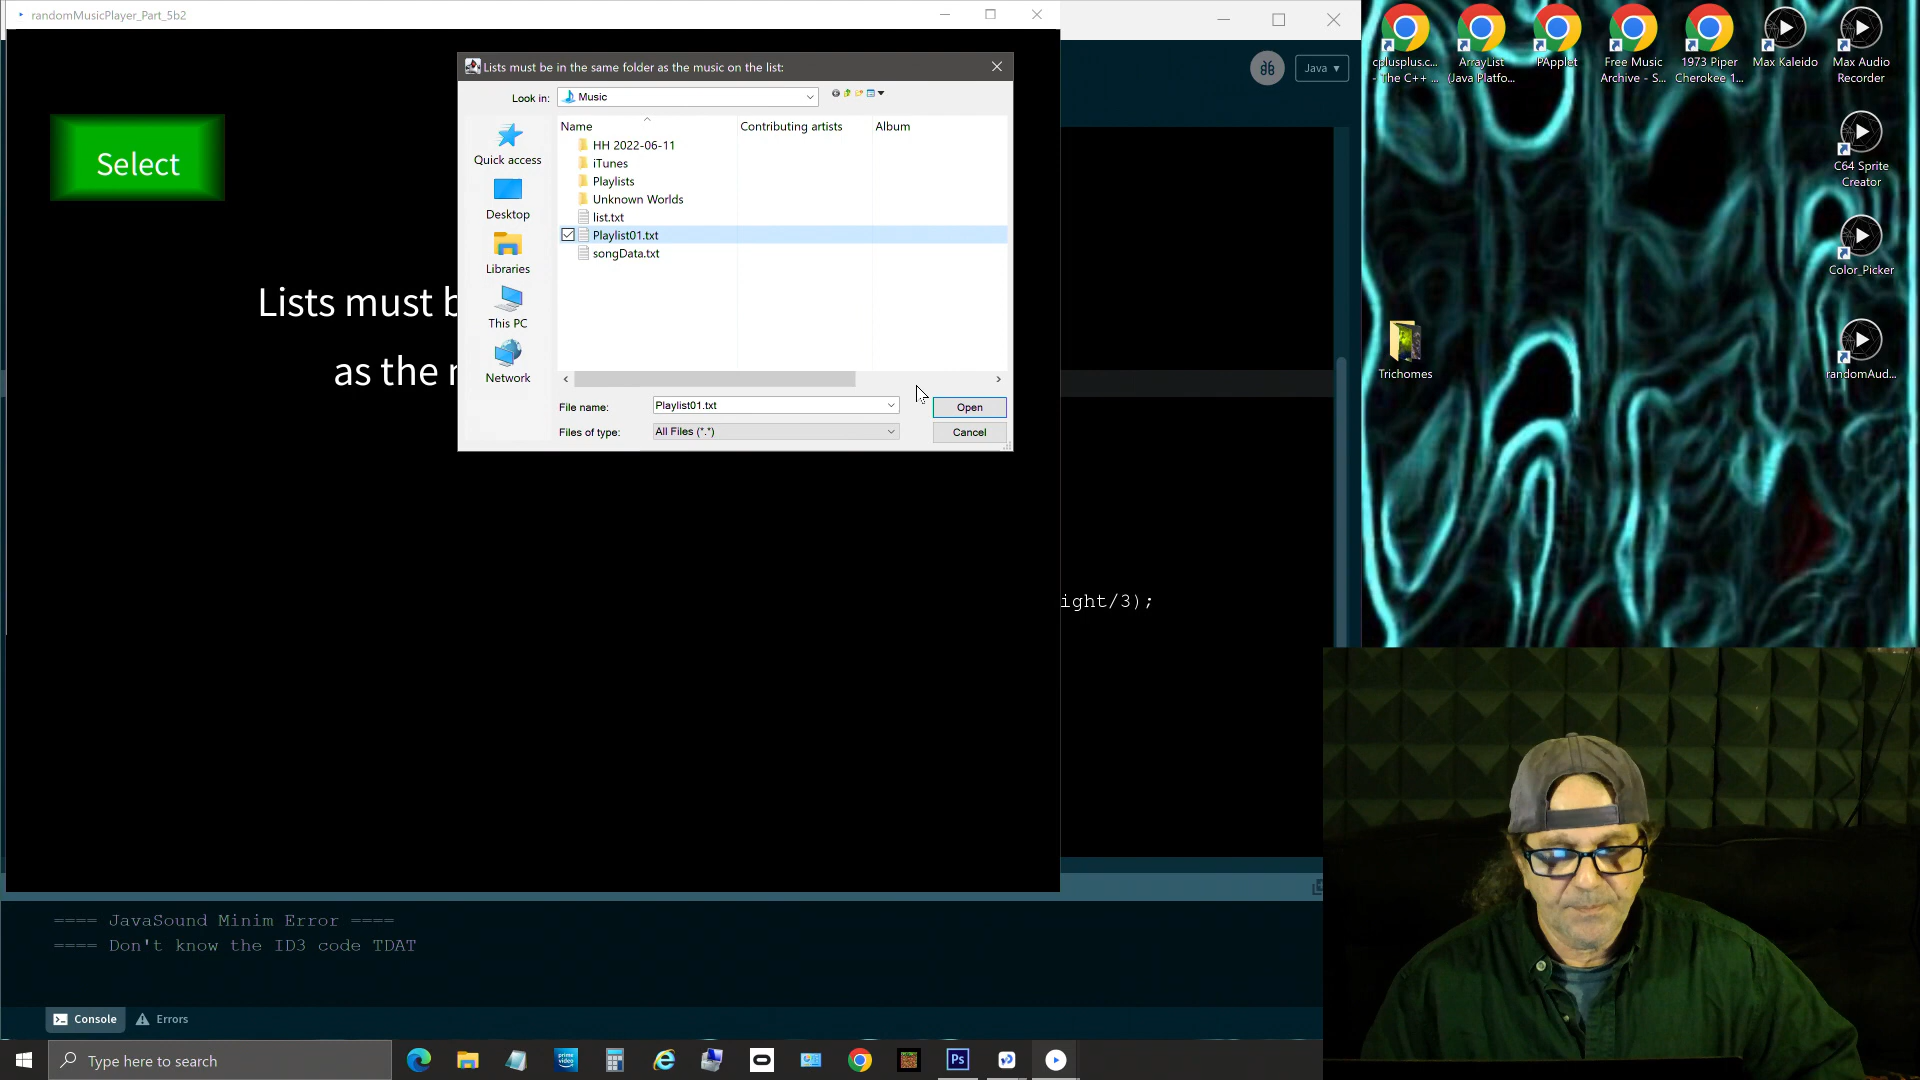 randomMusicPlayer_Part_5b2
Select
Lists must b
as the
Lists must be in the same folder as the music on the list:
Look in:
Music
Name
Contributing artists
Album
HH 2022-06-11
iTunes
Playlists
Unknown Worlds
list.txt
Playlist01.txt
songData.txt
Quick access
Desktop
Libraries
This PC
Network
File name:
Playlist01.txt
Open
Files of type:
All Files (*.*)
Cancel
Java
ight/3);
==== JavaSound Minim Error ====
==== Don't know the ID3 code TDAT
Console
Errors
Type here to search
prime video
Ps
cplusplus.c...
- The C++ ...
ArrayList
(Java Platfo...
PApplet
Free Music
Archive - S...
1973 Piper
Cherokee 1...
Max Kaleido
Max Audio
Recorder
C64 Sprite
Creator
Color_Picker
Trichomes
randomAud...